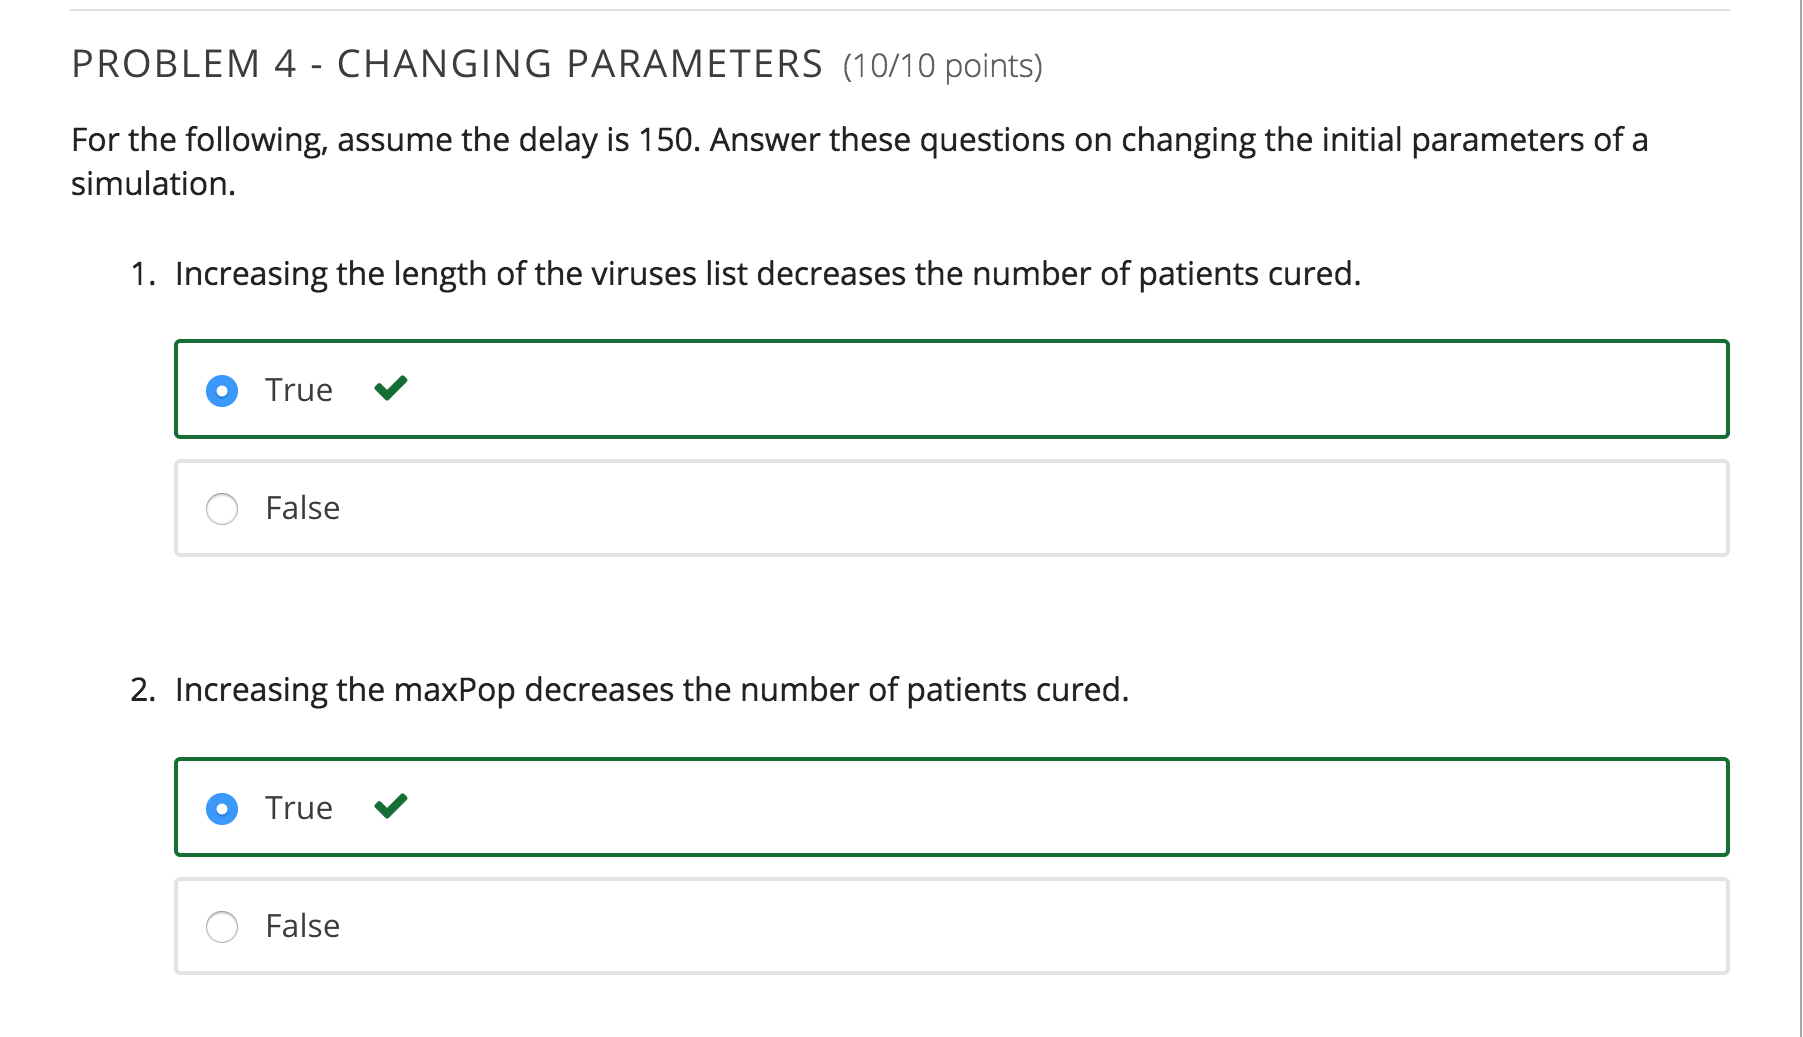 PROBLEM 4 - CHANGING PARAMETERS (10/10 points)
For the following, assume the delay is 150. Answer these questions on changing the initial parameters of a
simulation.
1. Increasing the length of the viruses list decreases the number of patients cured.
True
False
2. Increasing the maxPop decreases the number of patients cured.
True
False